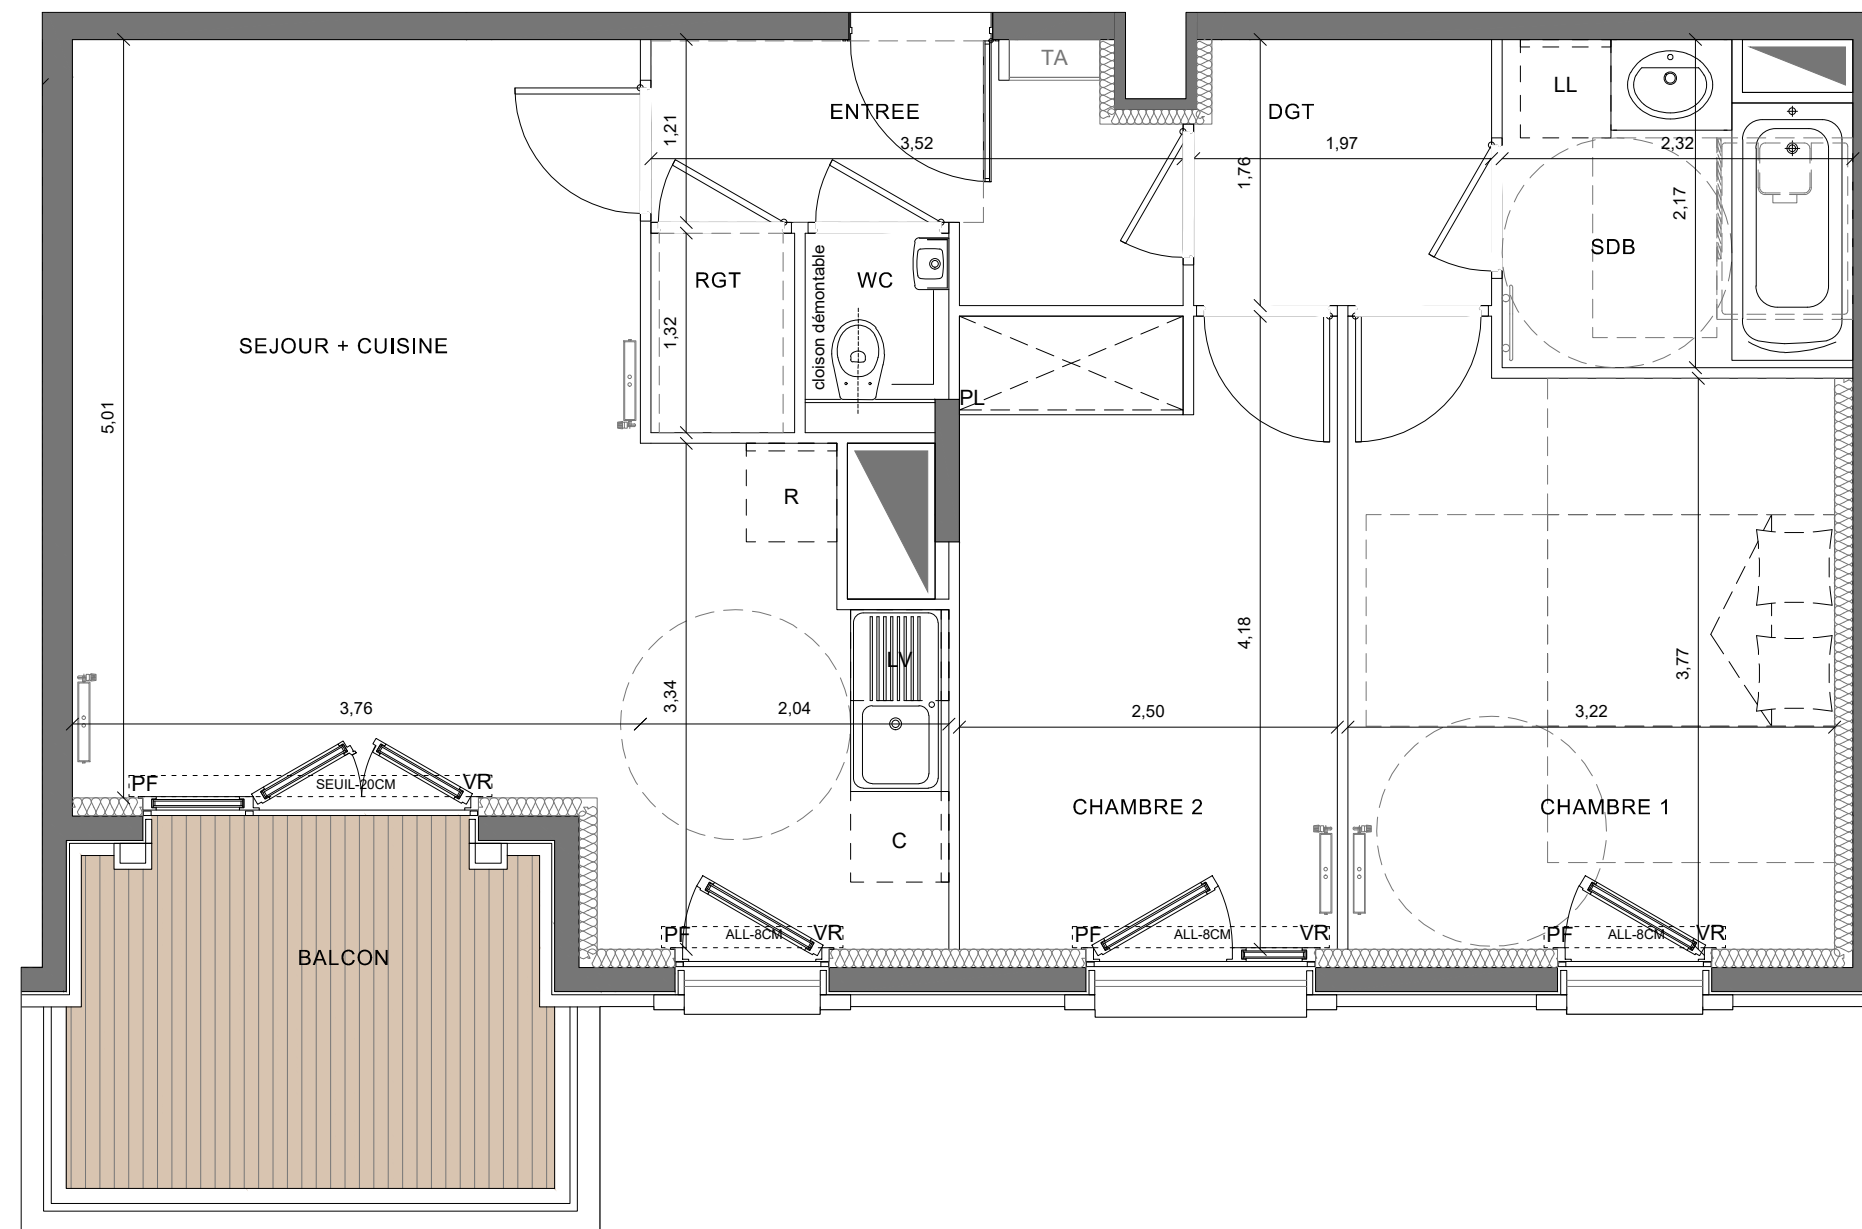 TA
LL
ENTREE
DGT
1,21
3,52
1,97
2,32
1,76
2,17
SDB
RGT
WC
cloison démontable
1,32
SEJOUR + CUISINE
PL
5,01
R
4,18
LV
3,77
3,34
3,76
2,04
2,50
3,22
PF
SEUIL-20CM
VR
CHAMBRE 2
CHAMBRE 1
C
PF
ALL-8CM
VR
PF
ALL-8CM
VR
PF
ALL-8CM
VR
BALCON